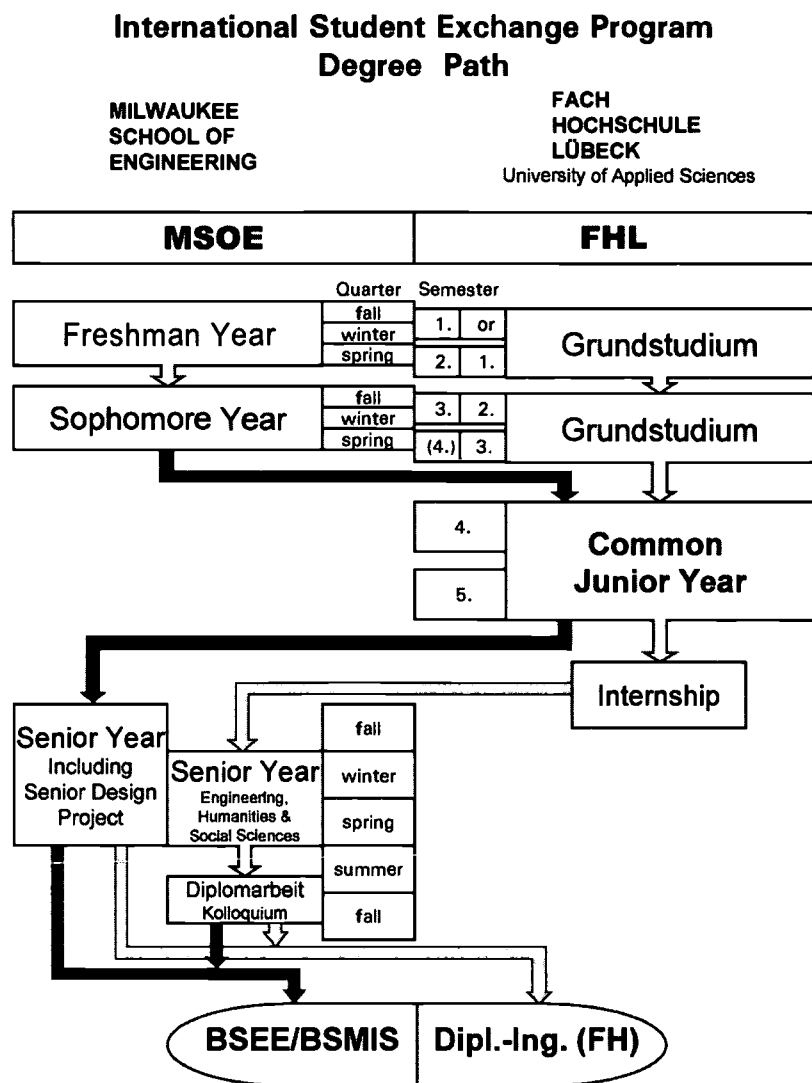 International Student Exchange Program
Degree Path
MILWAUKEE
SCHOOL OF
ENGINEERING
FACH
HOCHSCHULE
LÜBECK
University of Applied Sciences
MSOE
FHL
Quarter Semester
Freshman Year
fall
winter
spring
1. or
2. 1.
Grundstudium
Sophomore Year
fall
winter
spring
3. 2.
(4.) 3.
Grundstudium
4.
5.
Common
Junior Year
Internship
Senior Year
Including
Senior Design
Project
Senior Year
Engineering,
Humanities &
Social Sciences
fall
winter
spring
summer
fall
Diplomarbeit
Kolloquium
BSEE/BSMIS
Dipl.-Ing. (FH)